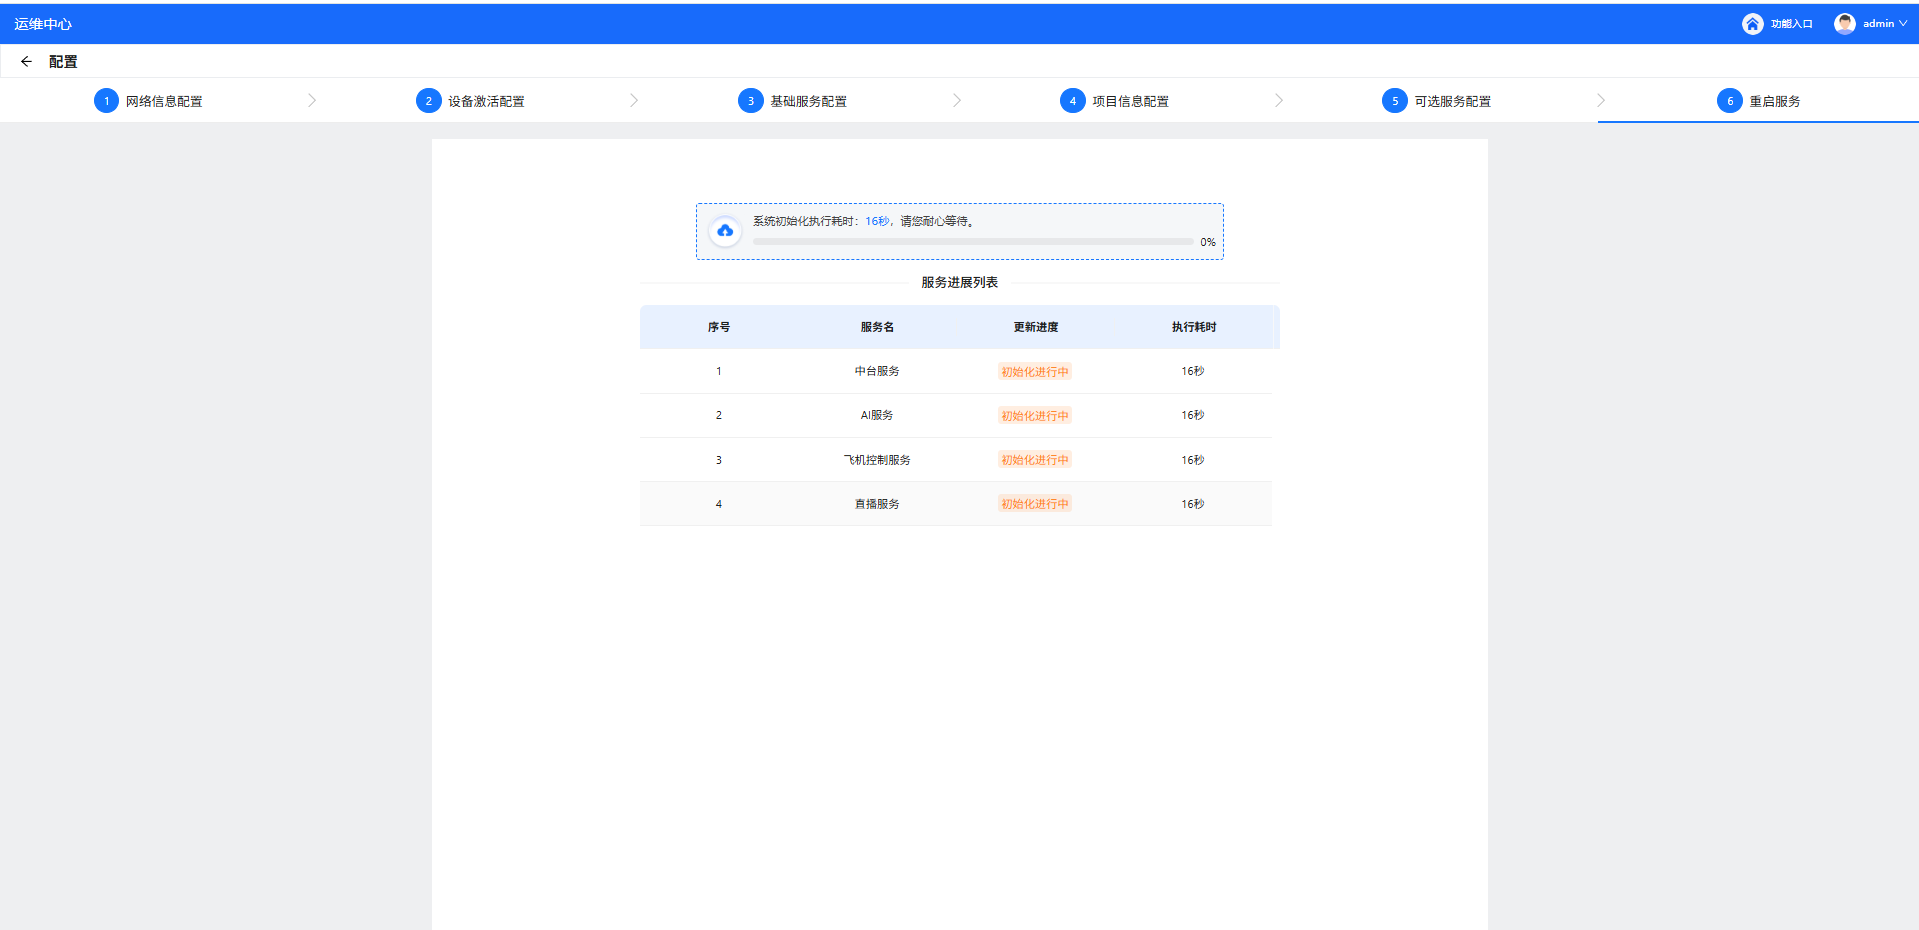 运维中心
功能入口
admin
配置
1 网络信息配置
2 设备激活配置
3 基础服务配置
4 项目信息配置
5 可选服务配置
6 重启服务
系统初始化执行耗时：16秒，请您耐心等待。
0%
服务进展列表
序号 服务名 更新进度 执行耗时
1 中台服务 初始化进行中 16秒
2 AI服务 初始化进行中 16秒
3 飞机控制服务 初始化进行中 16秒
4 直播服务 初始化进行中 16秒